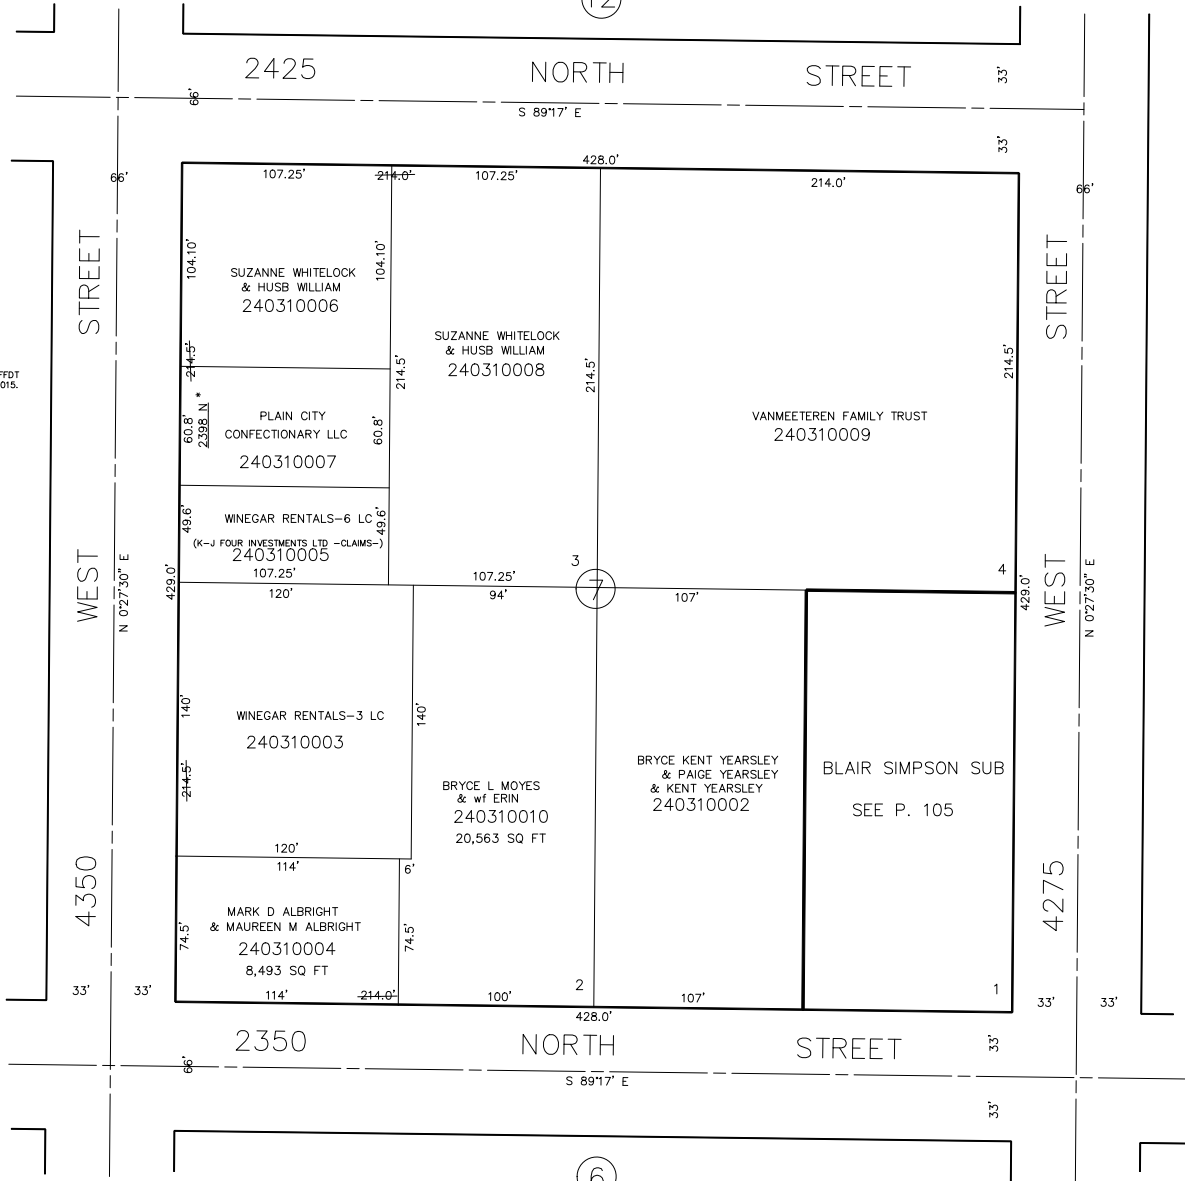 12
2425 NORTH STREET
33'
66'
S 89°17' E
33'
428.0'
66'
107.25'
214.0'
107.25'
214.0'
66'
STREET
104.10'
104.10'
SUZANNE WHITELOCK
& HUSB WILLIAM
240310006
STREET
SUZANNE WHITELOCK
& HUSB WILLIAM
240310008
214.5'
214.5'
214.5'
214.5'
FFDT
015.
2398 N *
60.8'
60.8'
PLAIN CITY
CONFECTIONARY LLC
240310007
VANMEETEREN FAMILY TRUST
240310009
49.6'
49.6'
WINEGAR RENTALS-6 LC
(K-J FOUR INVESTMENTS LTD -CLAIMS-)
240310005
107.25'
107.25'
3
4
7
WEST
N 0°27'30" E
429.0'
429.0'
WEST
N 0°27'30" E
120'
94'
107'
140'
140'
WINEGAR RENTALS-3 LC
240310003
214.5'
BRYCE KENT YEARSLEY
& PAIGE YEARSLEY
& KENT YEARSLEY
240310002
BLAIR SIMPSON SUB
SEE P. 105
BRYCE L MOYES
& wf ERIN
240310010
20,563 SQ FT
120'
114'
6'
4350
4275
74.5'
74.5'
MARK D ALBRIGHT
& MAUREEN M ALBRIGHT
240310004
8,493 SQ FT
2
1
33'
33'
114'
214.0'
100'
107'
33'
33'
428.0'
2350 NORTH STREET
33'
66'
S 89°17' E
33'
6